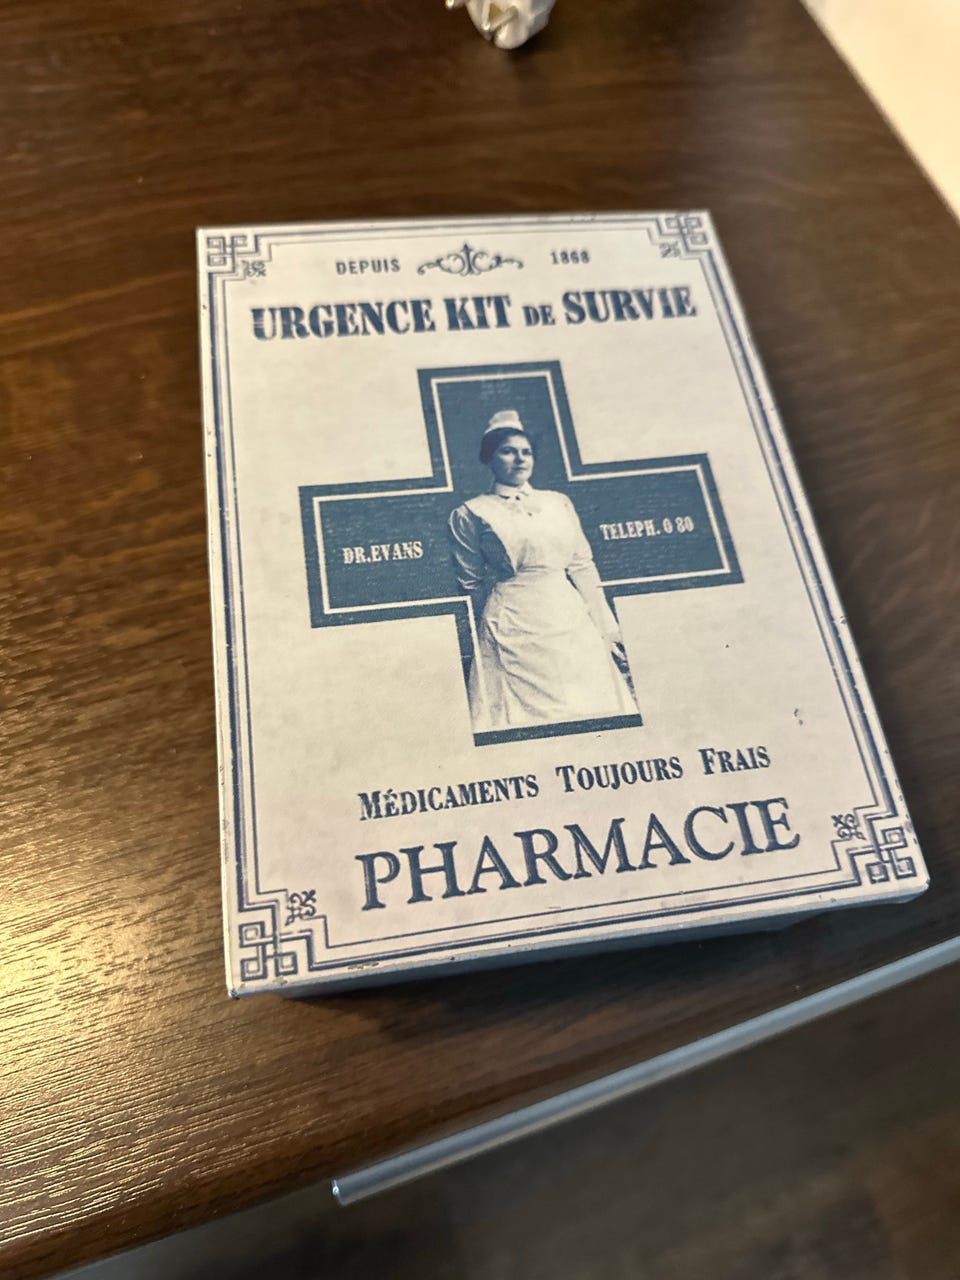 DEPUIS 1868
URGENCE KIT DE SURVIE
DR.EVANS
TELEPH. 0 80
MÉDICAMENTS TOUJOURS FRAIS
PHARMACIE